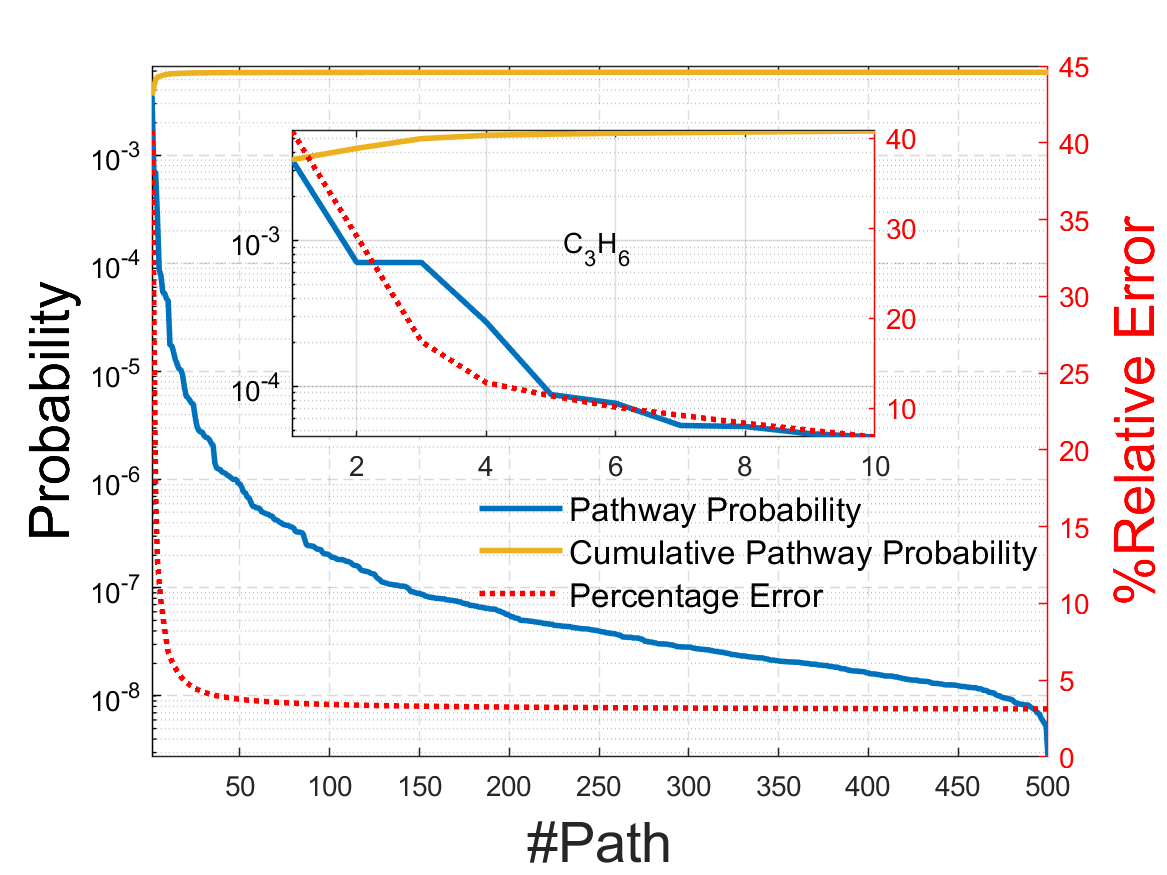 Probability
10^-3
10^-4
10^-5
10^-6
10^-7
10^-8
10^-3
10^-4
C3H6
40
30
20
10
2 4 6 8 10
Pathway Probability
Cumulative Pathway Probability
Percentage Error
45
40
35
30
25
20
15
10
5
0
%Relative Error
50 100 150 200 250 300 350 400 450 500
#Path